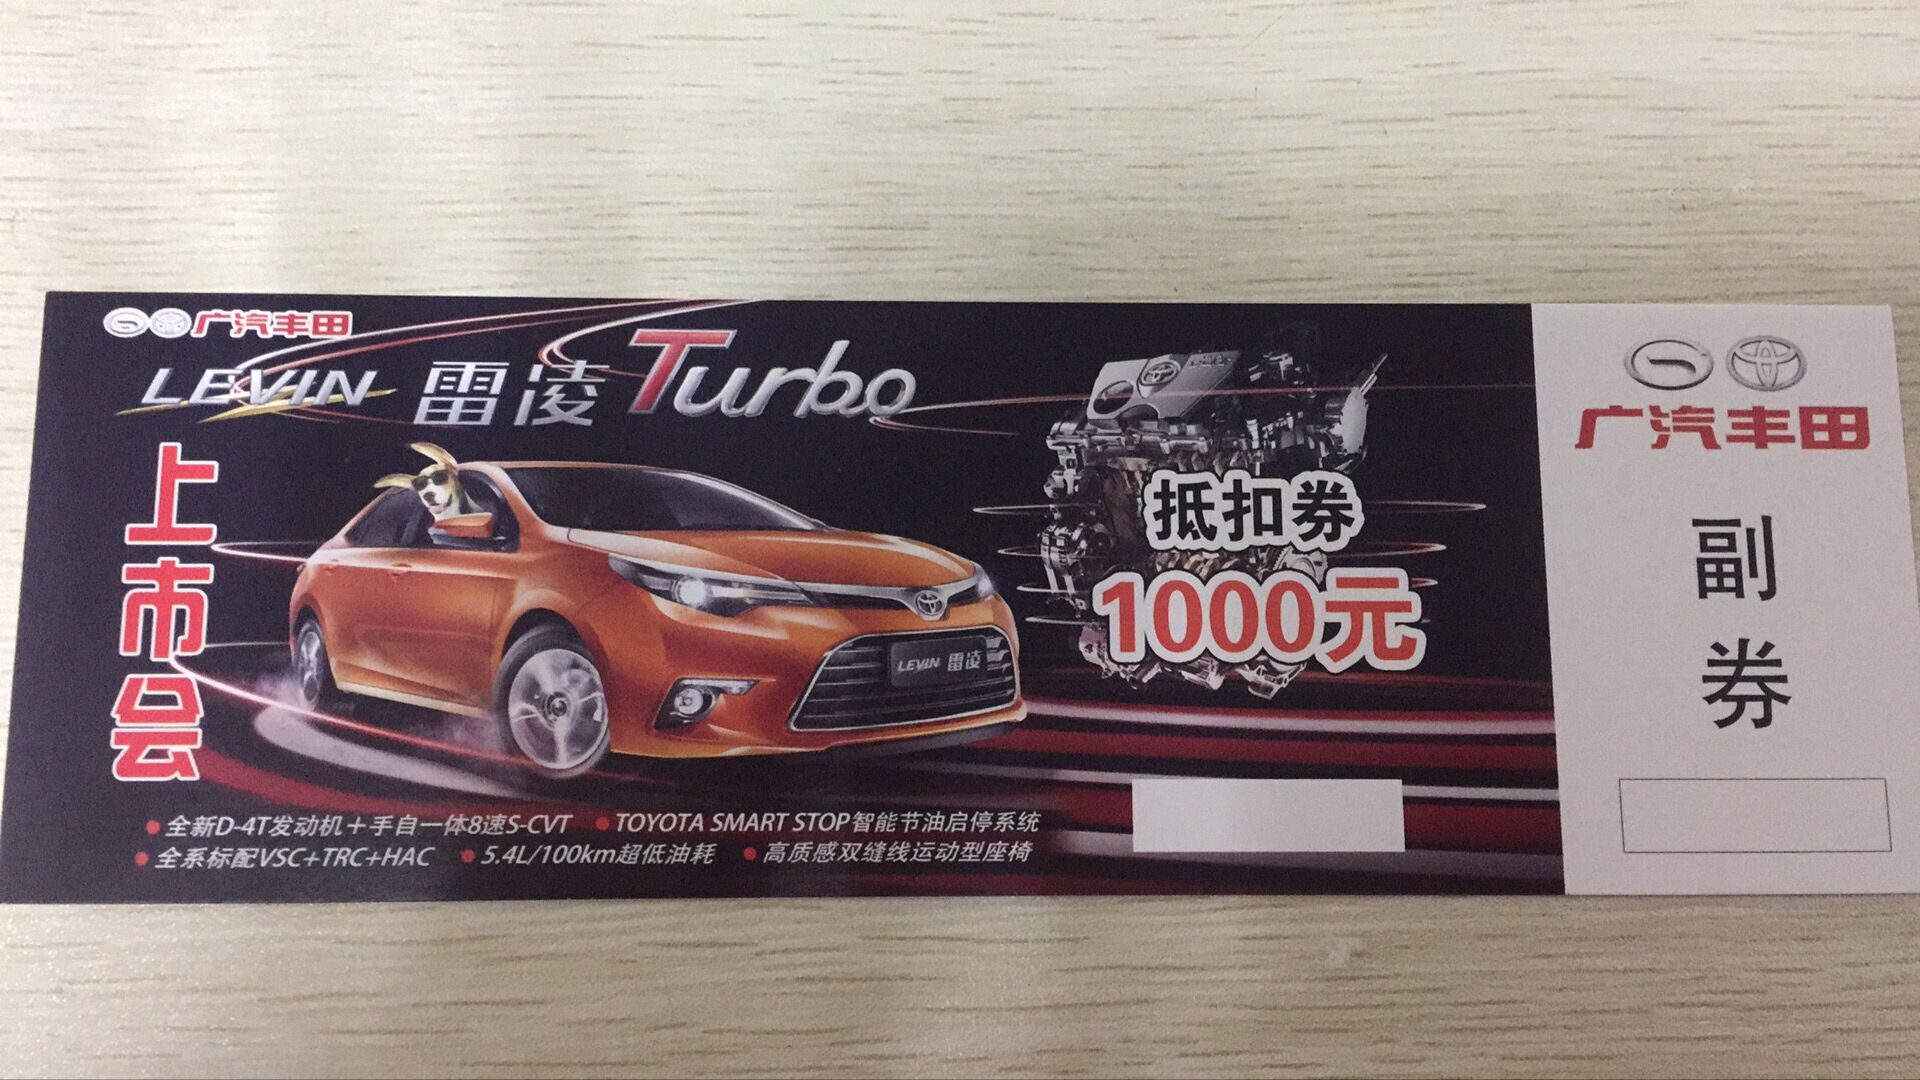 广汽丰田
LEVIN 雷凌 Turbo
上市会
LEVIN 雷凌
抵扣券
1000元
全新D-4T发动机+手自一体8速S-CVT
TOYOTA SMART STOP智能节油启停系统
全系标配VSC+TRC+HAC
5.4L/100km超低油耗
高质感双缝线运动型座椅
广汽丰田
副券